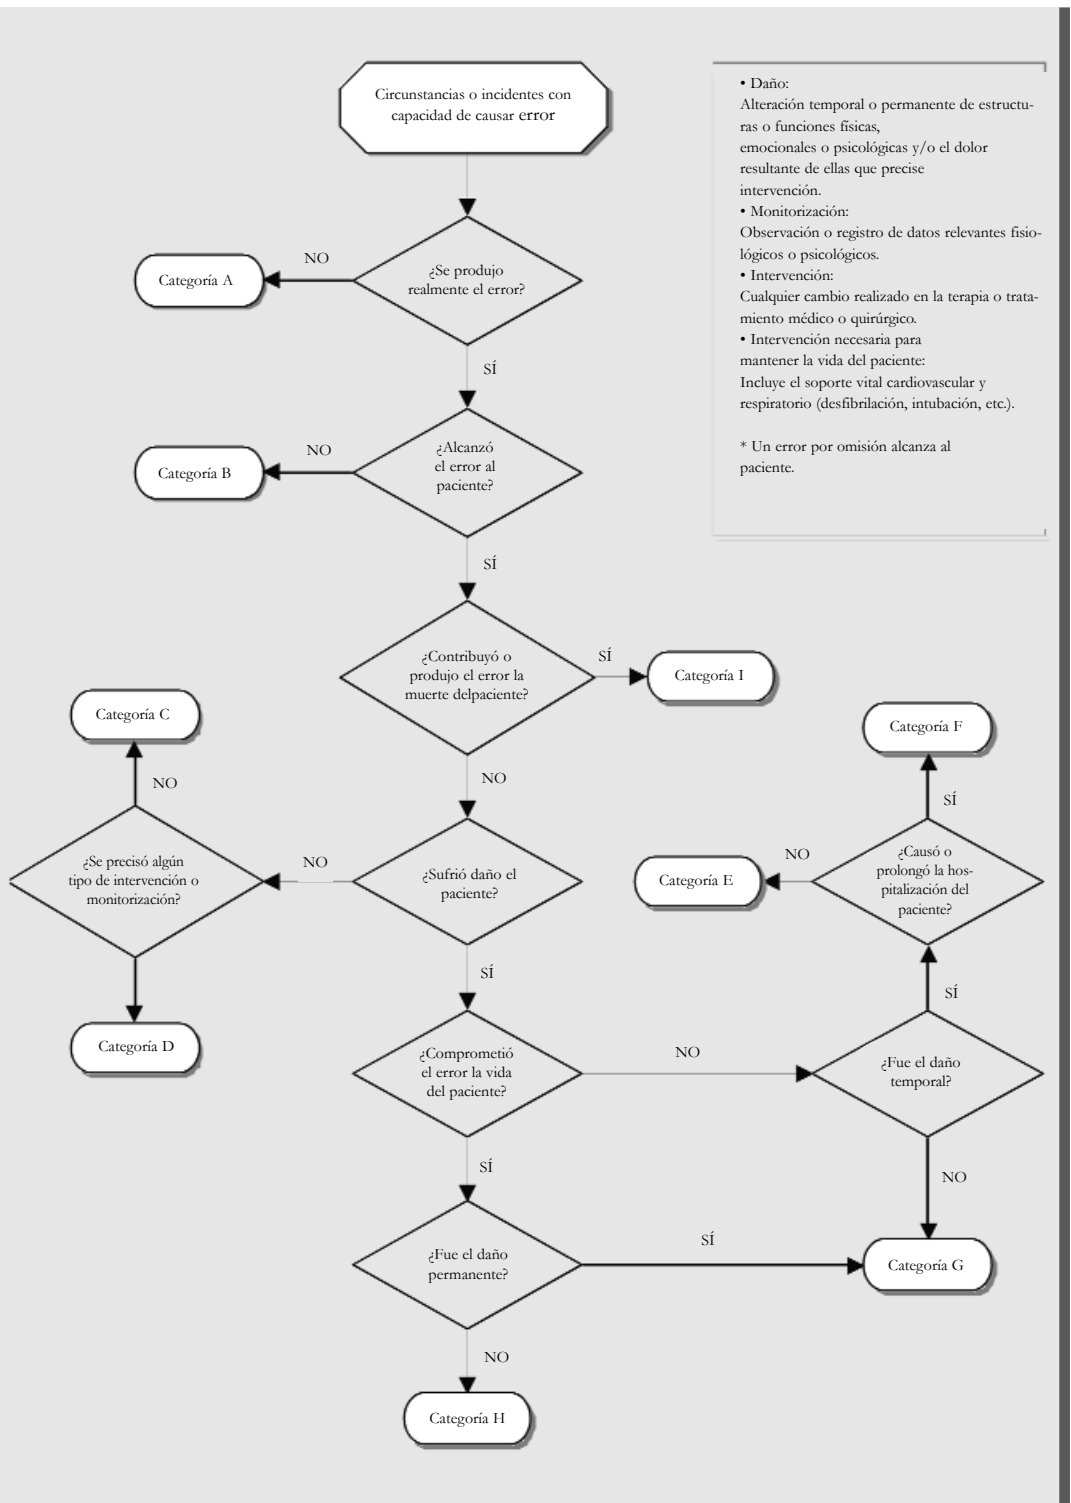 Circunstancias o incidentes con
capacidad de causar error
• Daño:
Alteración temporal o permanente de estructu-
ras o funciones físicas,
emocionales o psicológicas y/o el dolor
resultante de ellas que precise
intervención.
• Monitorización:
Observación o registro de datos relevantes fisio-
lógicos o psicológicos.
• Intervención:
Cualquier cambio realizado en la terapia o trata-
miento médico o quirúrgico.
• Intervención necesaria para
mantener la vida del paciente:
Incluye el soporte vital cardiovascular y
respiratorio (desfibrilación, intubación, etc.).
* Un error por omisión alcanza al
paciente.
¿Se produjo
realmente el error?
NO
Categoría A
SÍ
¿Alcanzó
el error al
paciente?
NO
Categoría B
SÍ
¿Contribuyó o
produjo el error la
muerte delpaciente?
SÍ
Categoría I
NO
¿Sufrió daño el
paciente?
NO
¿Se precisó algún
tipo de intervención o
monitorización?
NO
Categoría C
Categoría D
SÍ
¿Comprometió
el error la vida
del paciente?
NO
¿Fue el daño
temporal?
SÍ
¿Causó o
prolongó la hos-
pitalización del
paciente?
SÍ
Categoría F
NO
Categoría E
NO
Categoría G
SÍ
¿Fue el daño
permanente?
SÍ
NO
Categoría H